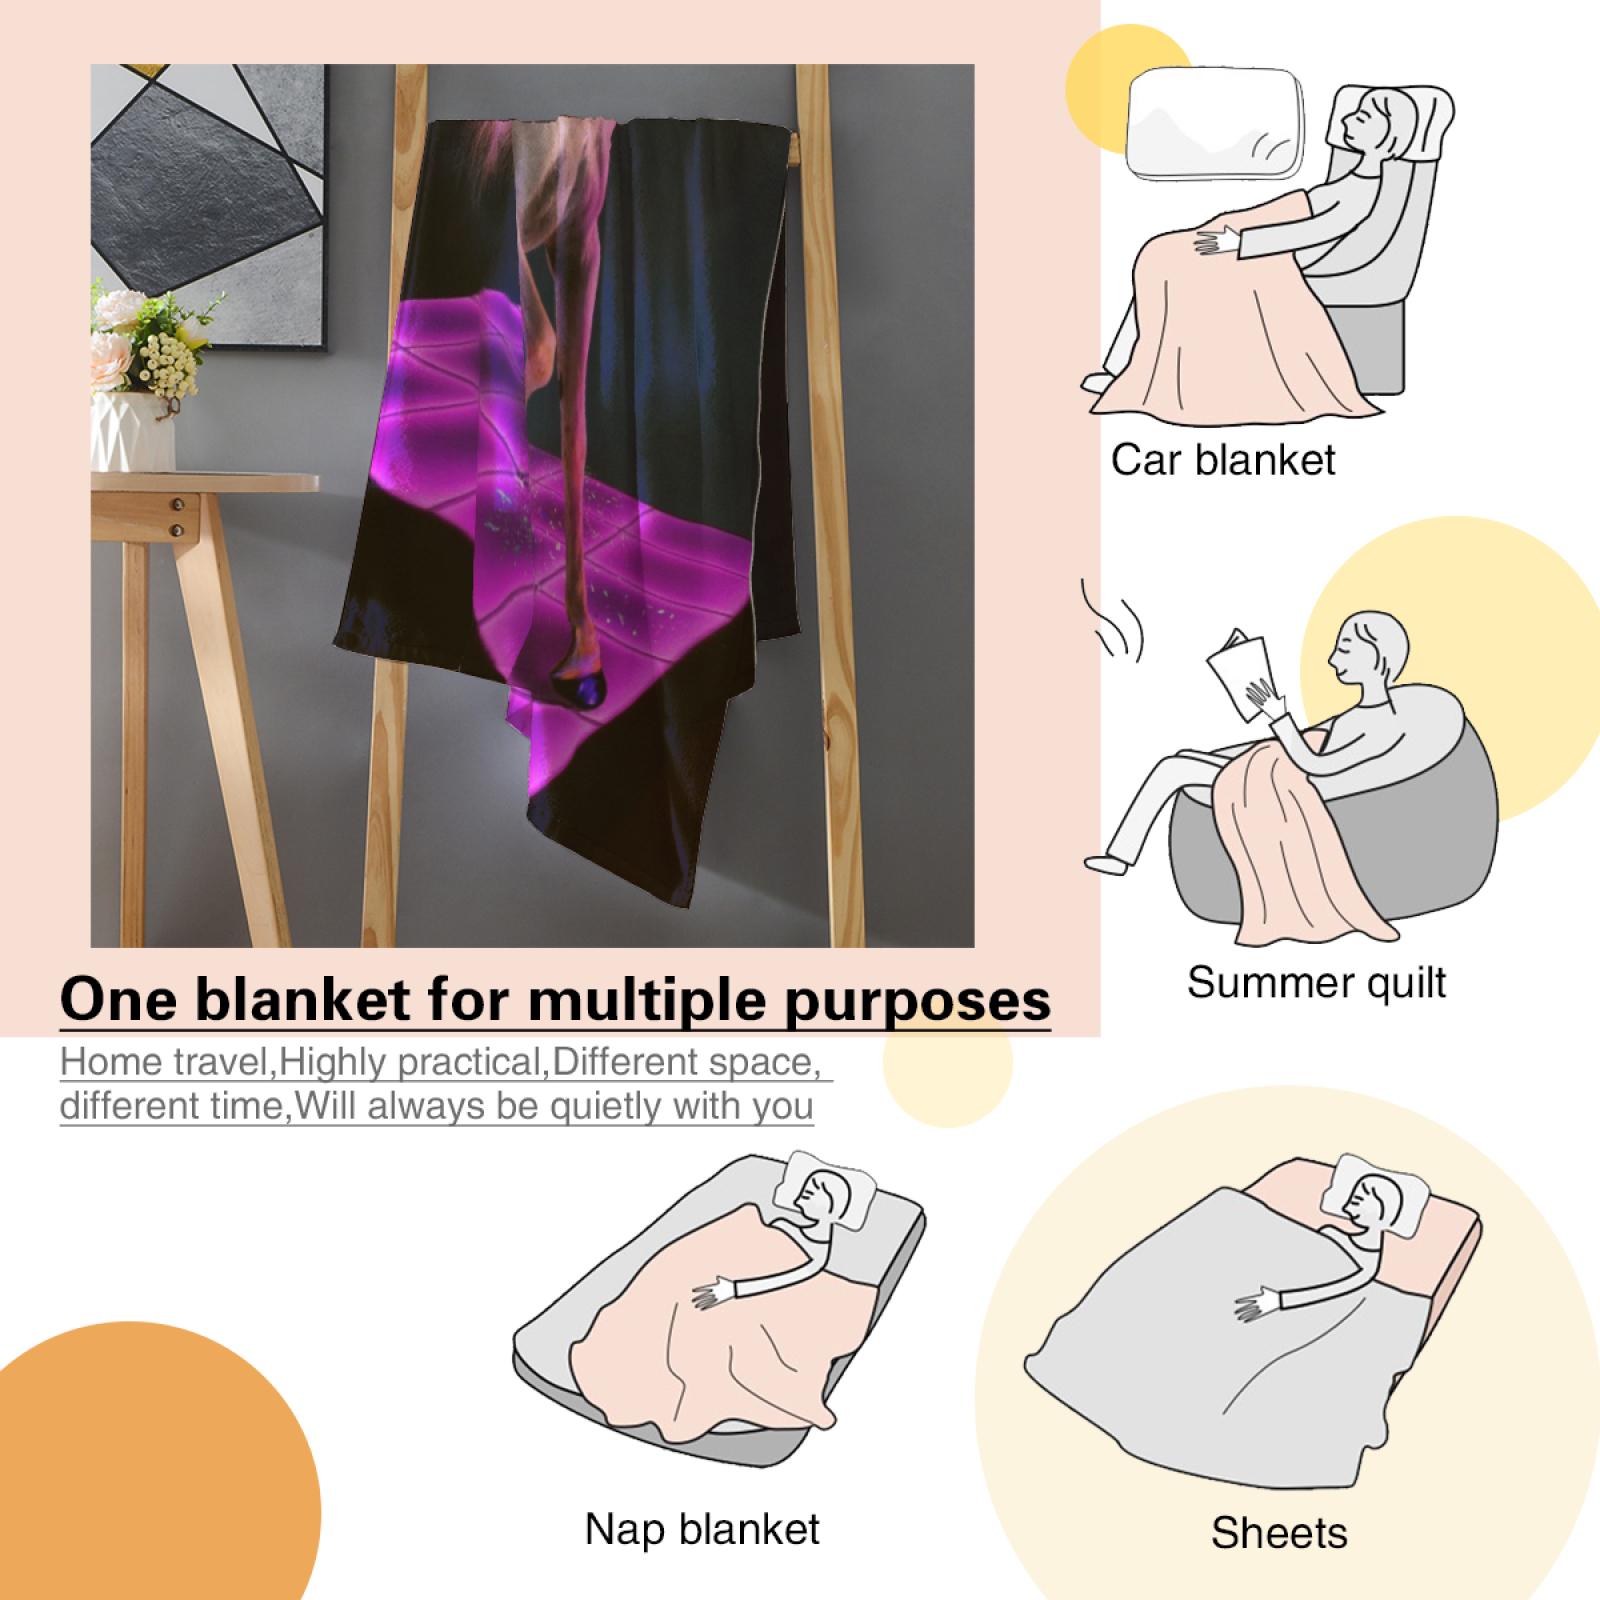 Car blanket
Summer quilt
One blanket for multiple purposes
Home travel,Highly practical,Different space,
different time,Will always be quietly with you
Nap blanket
Sheets